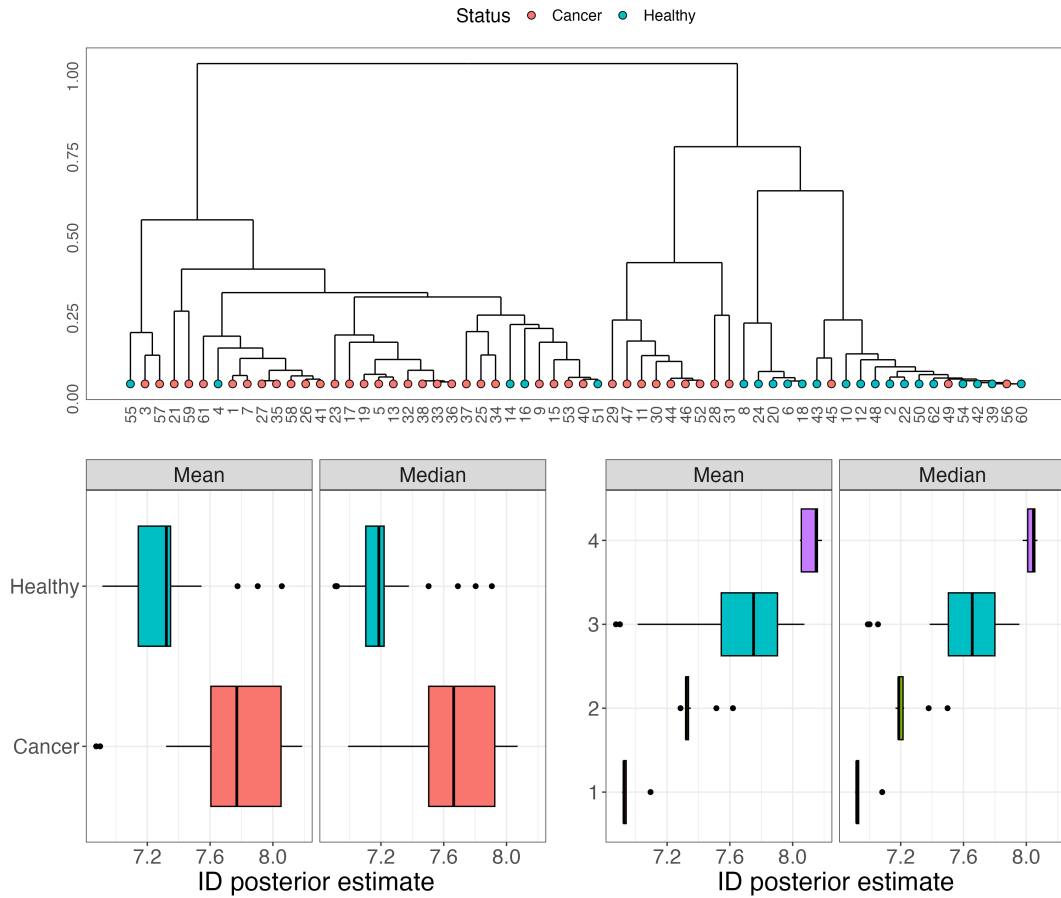 Status Cancer Healthy
1.00
0.75
0.50
0.25
0.00
55 3 57 21 59 61 4 1 7 27 35 58 26 41 23 17 19 5 13 32 38 33 36 37 25 34 14 16 9 15 53 40 51 29 47 11 30 44 46 52 28 31 8 24 20 6 18 43 45 10 12 48 2 22 50 62 49 54 42 39 56 60
Mean Median Mean Median
Healthy
Cancer
4
3
2
1
7.2 7.6 8.0 7.2 7.6 8.0 7.2 7.6 8.0 7.2 7.6 8.0
ID posterior estimate ID posterior estimate